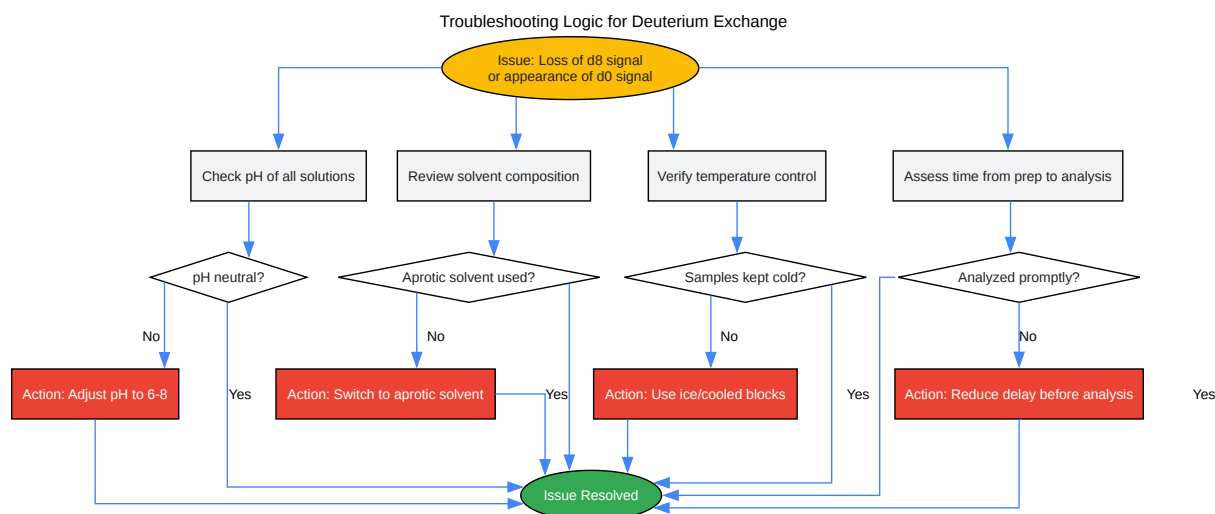 Troubleshooting Logic for Deuterium Exchange
Issue: Loss of d8 signal
or appearance of d0 signal
Check pH of all solutions
Review solvent composition
Verify temperature control
Assess time from prep to analysis
pH neutral?
Aprotic solvent used?
Samples kept cold?
Analyzed promptly?
No
No
No
No
Action: Adjust pH to 6-8
Yes
Action: Switch to aprotic solvent
Yes
Action: Use ice/cooled blocks
Yes
Action: Reduce delay before analysis
Yes
Issue Resolved